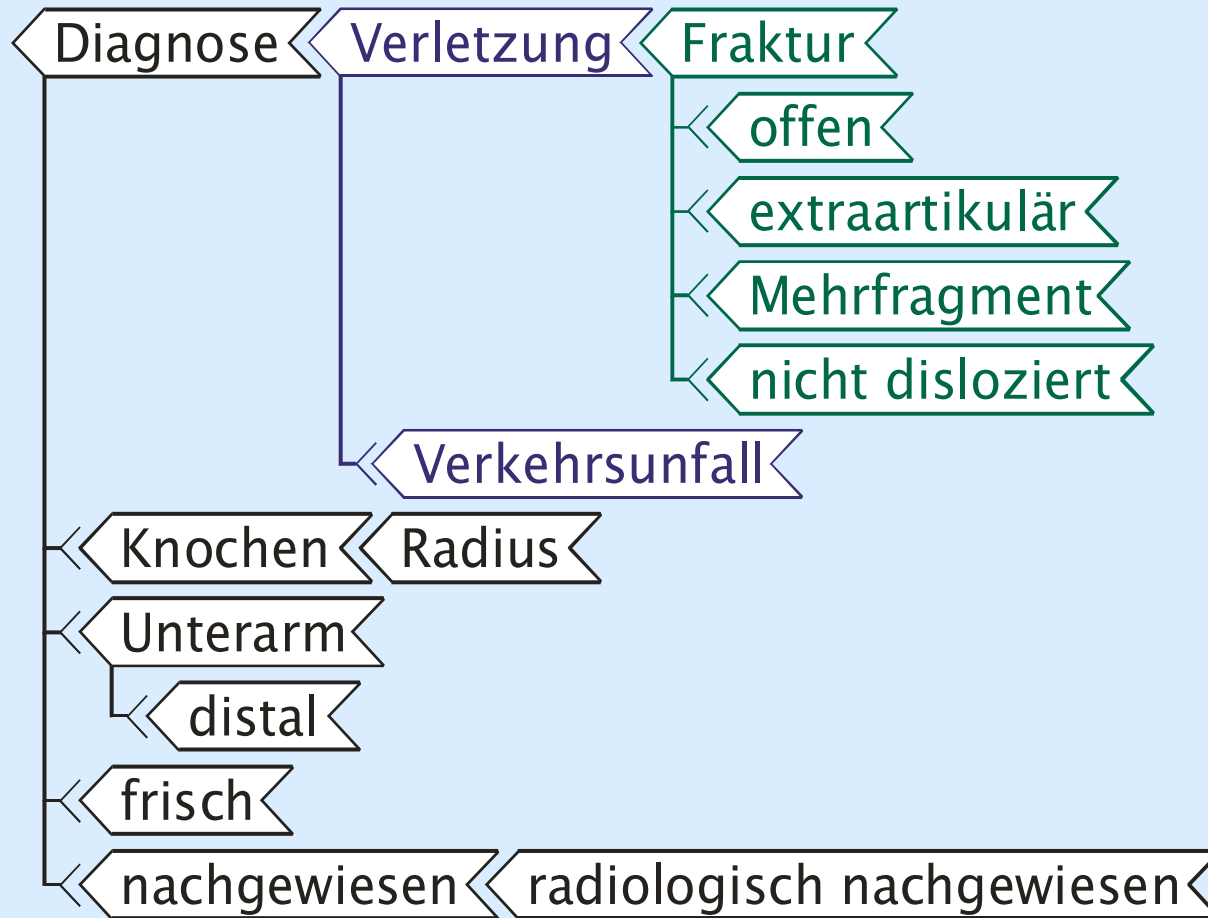 Diagnose Verletzung Fraktur
offen
extraartikulär
Mehrfragment
nicht disloziert
Verkehrsunfall
Knochen Radius
Unterarm
distal
frisch
nachgewiesen radiologisch nachgewiesen